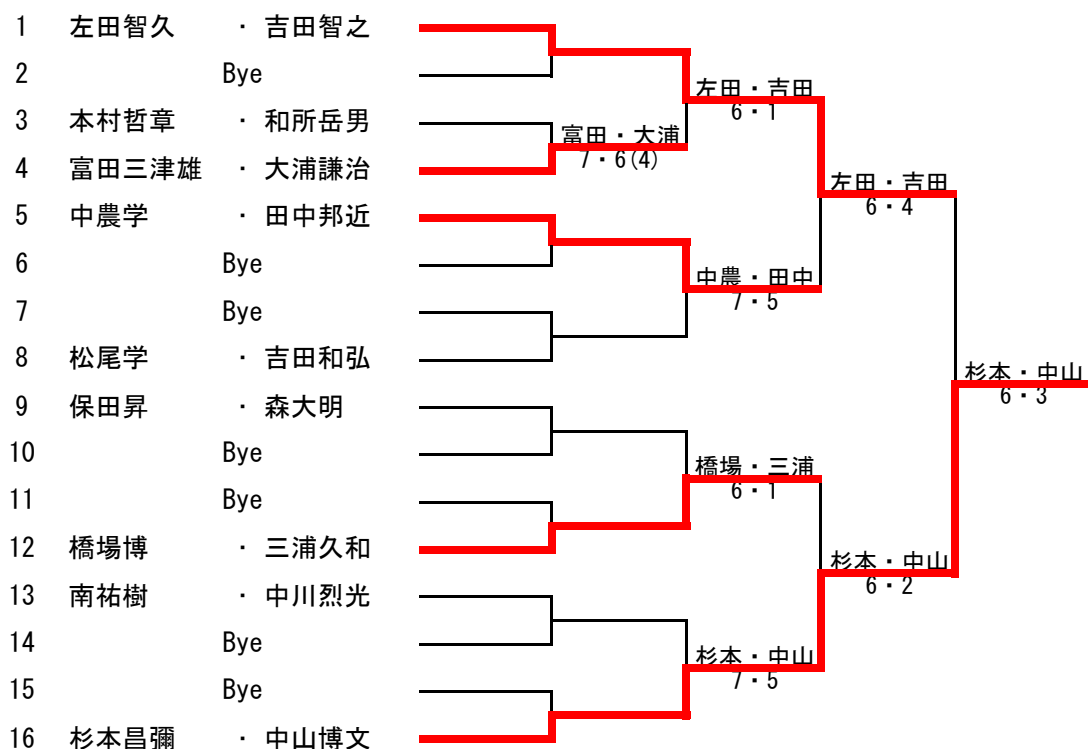 1 左田智久 ・ 吉田智之
2 Bye
左田・吉田
6・1
3 本村哲章 ・ 和所岳男
富田・大浦
7・6(4)
4 富田三津雄 ・ 大浦謙治
左田・吉田
6・4
5 中農学 ・ 田中邦近
6 Bye
中農・田中
7・5
7 Bye
8 松尾学 ・ 吉田和弘
杉本・中山
6・3
9 保田昇 ・ 森大明
10 Bye
橋場・三浦
6・1
11 Bye
12 橋場博 ・ 三浦久和
杉本・中山
6・2
13 南祐樹 ・ 中川烈光
14 Bye
杉本・中山
7・5
15 Bye
16 杉本昌彌 ・ 中山博文